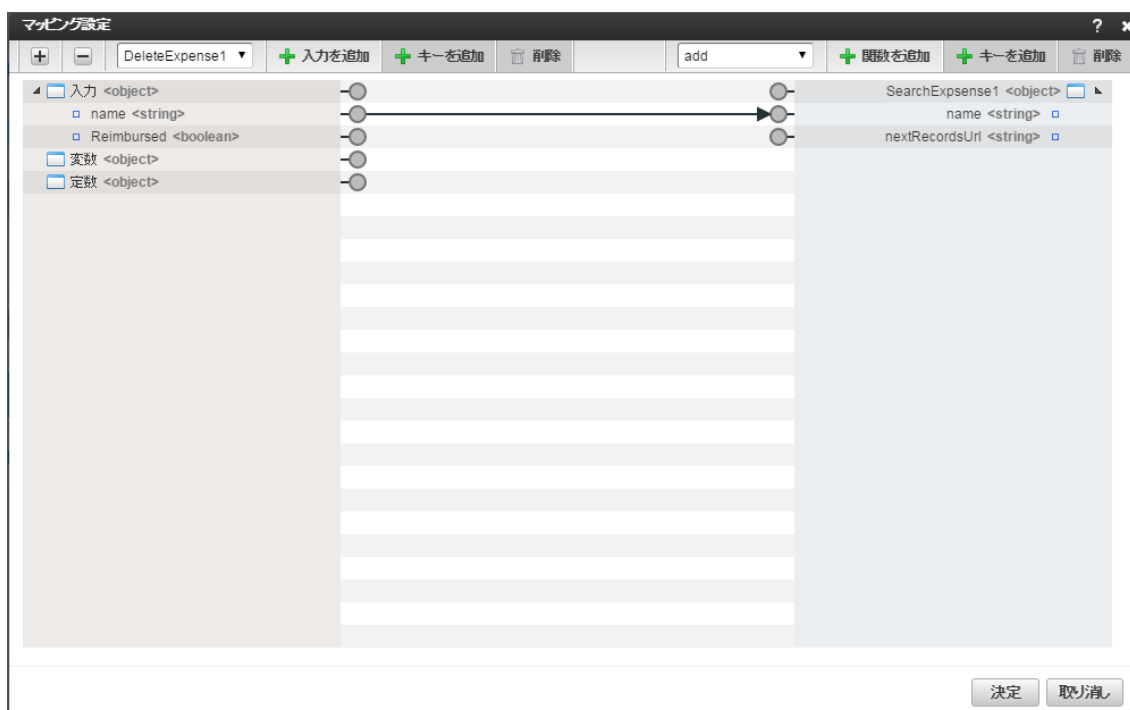 マッピング設定 ? x
+ - DeleteExpense1 ▼ + 入力を追加 + キーを追加 削除 add ▼ + 関数を追加 + キーを追加 削除
入力 <object> SearchExpsense1 <object>
name <string> name <string>
Reimbursed <boolean> nextRecordsUrl <string>
変数 <object>
定数 <object>
決定 取り消し